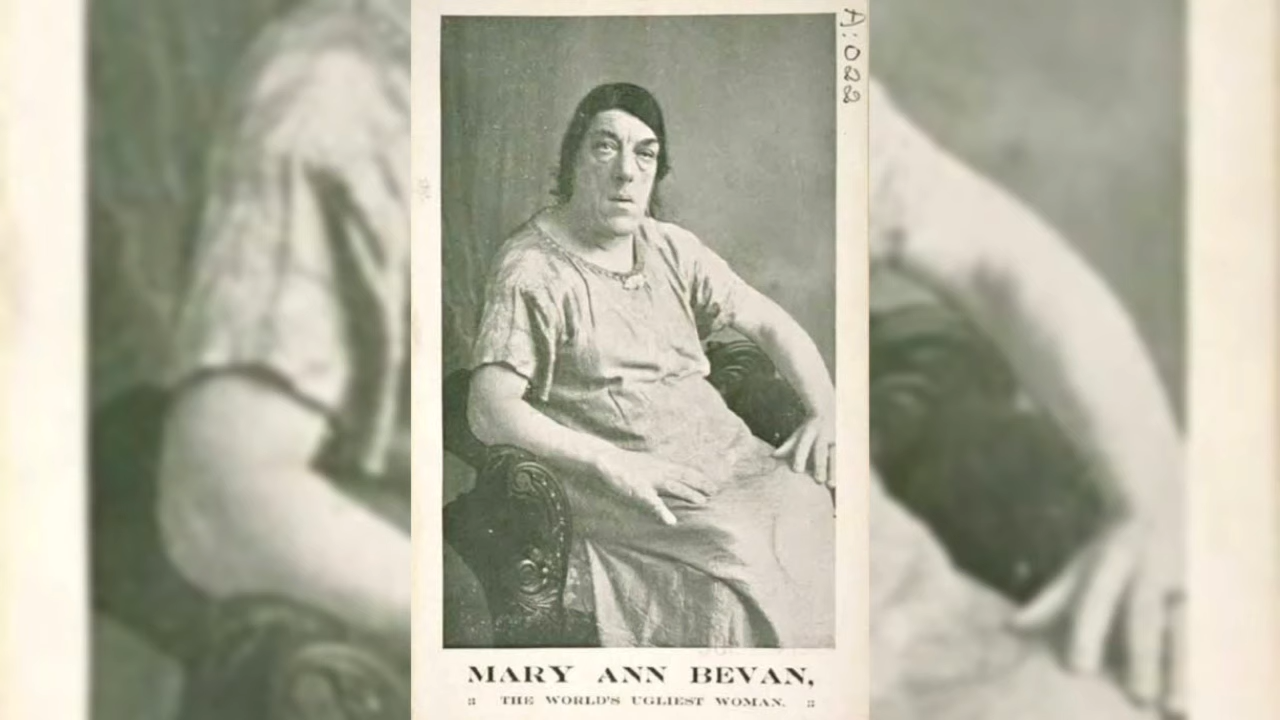 A:022
MARY ANN BEVAN,
:: THE WORLD'S UGLIEST WOMAN. ::